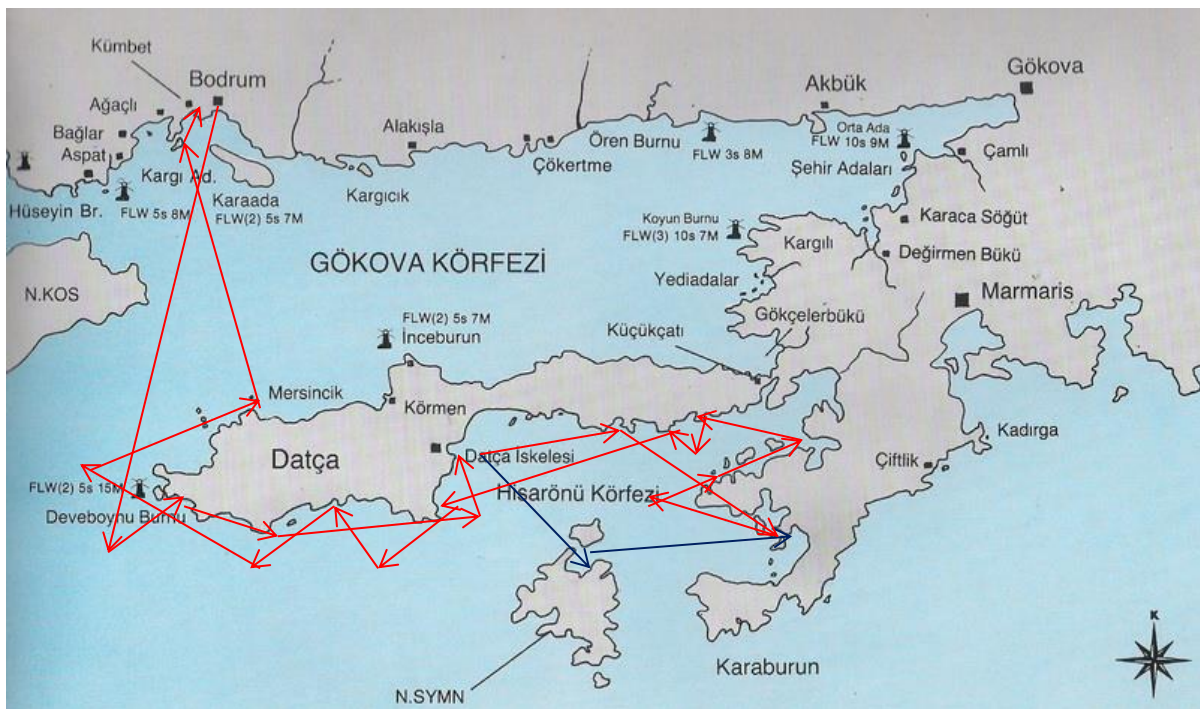 Kümbet
Bodrum
Ağaçlı
Bağlar
Aspat
Kargı Ad.
Karaada
FLW(2) 5s 7M
FLW 5s 8M
Hüseyin Br.
N.KOS
Alakışla
Kargıcık
Çökertme
Ören Burnu
FLW 3s 8M
Akbük
Gökova
Orta Ada
FLW 10s 9M
Şehir Adaları
Çamlı
Karaca Söğüt
Değirmen Bükü
Koyun Burnu
FLW(3) 10s 7M
Kargılı
Yediadalar
Gökçelerbükü
Marmaris
GÖKOVA KÖRFEZİ
FLW(2) 5s 7M
İnceburun
Küçükçatı
Mersincik
Körmen
Datça
Datça İskelesi
Hisarönü Körfezi
FLW(2) 5s 15M
Deveboynu Burnu
Kadırga
Çiftlik
Karaburun
N.SYMN
K